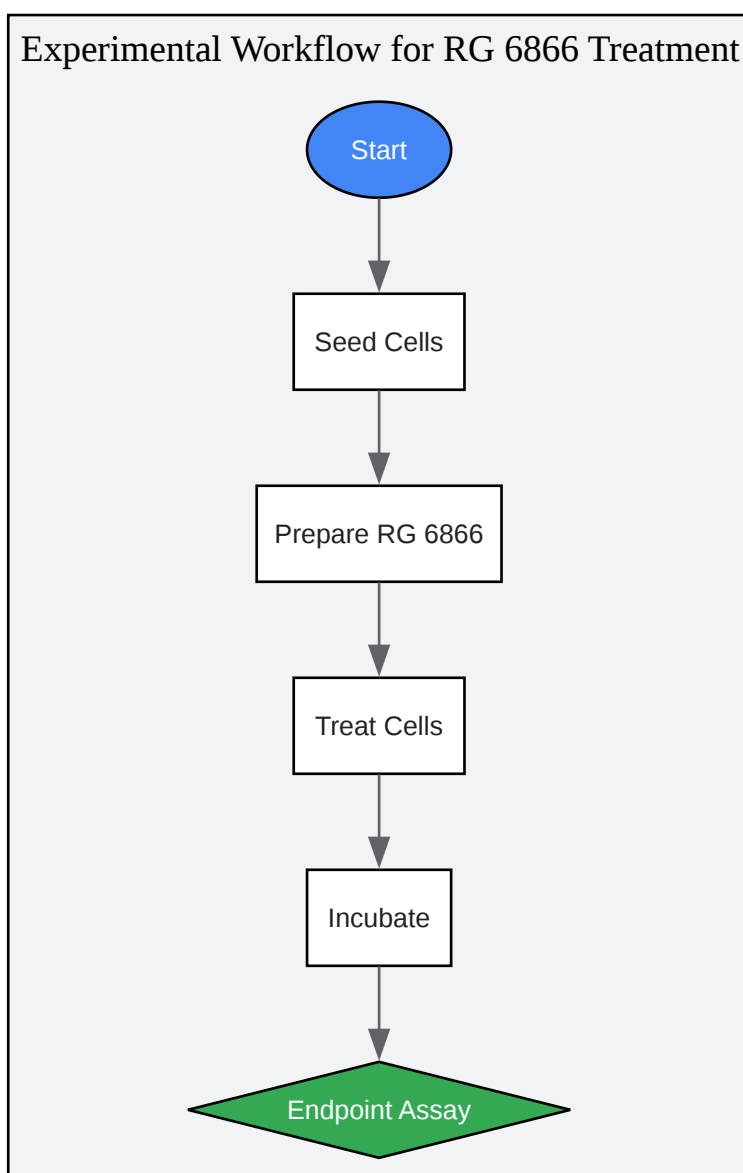 Experimental Workflow for RG 6866 Treatment
Start
Seed Cells
Prepare RG 6866
Treat Cells
Incubate
Endpoint Assay